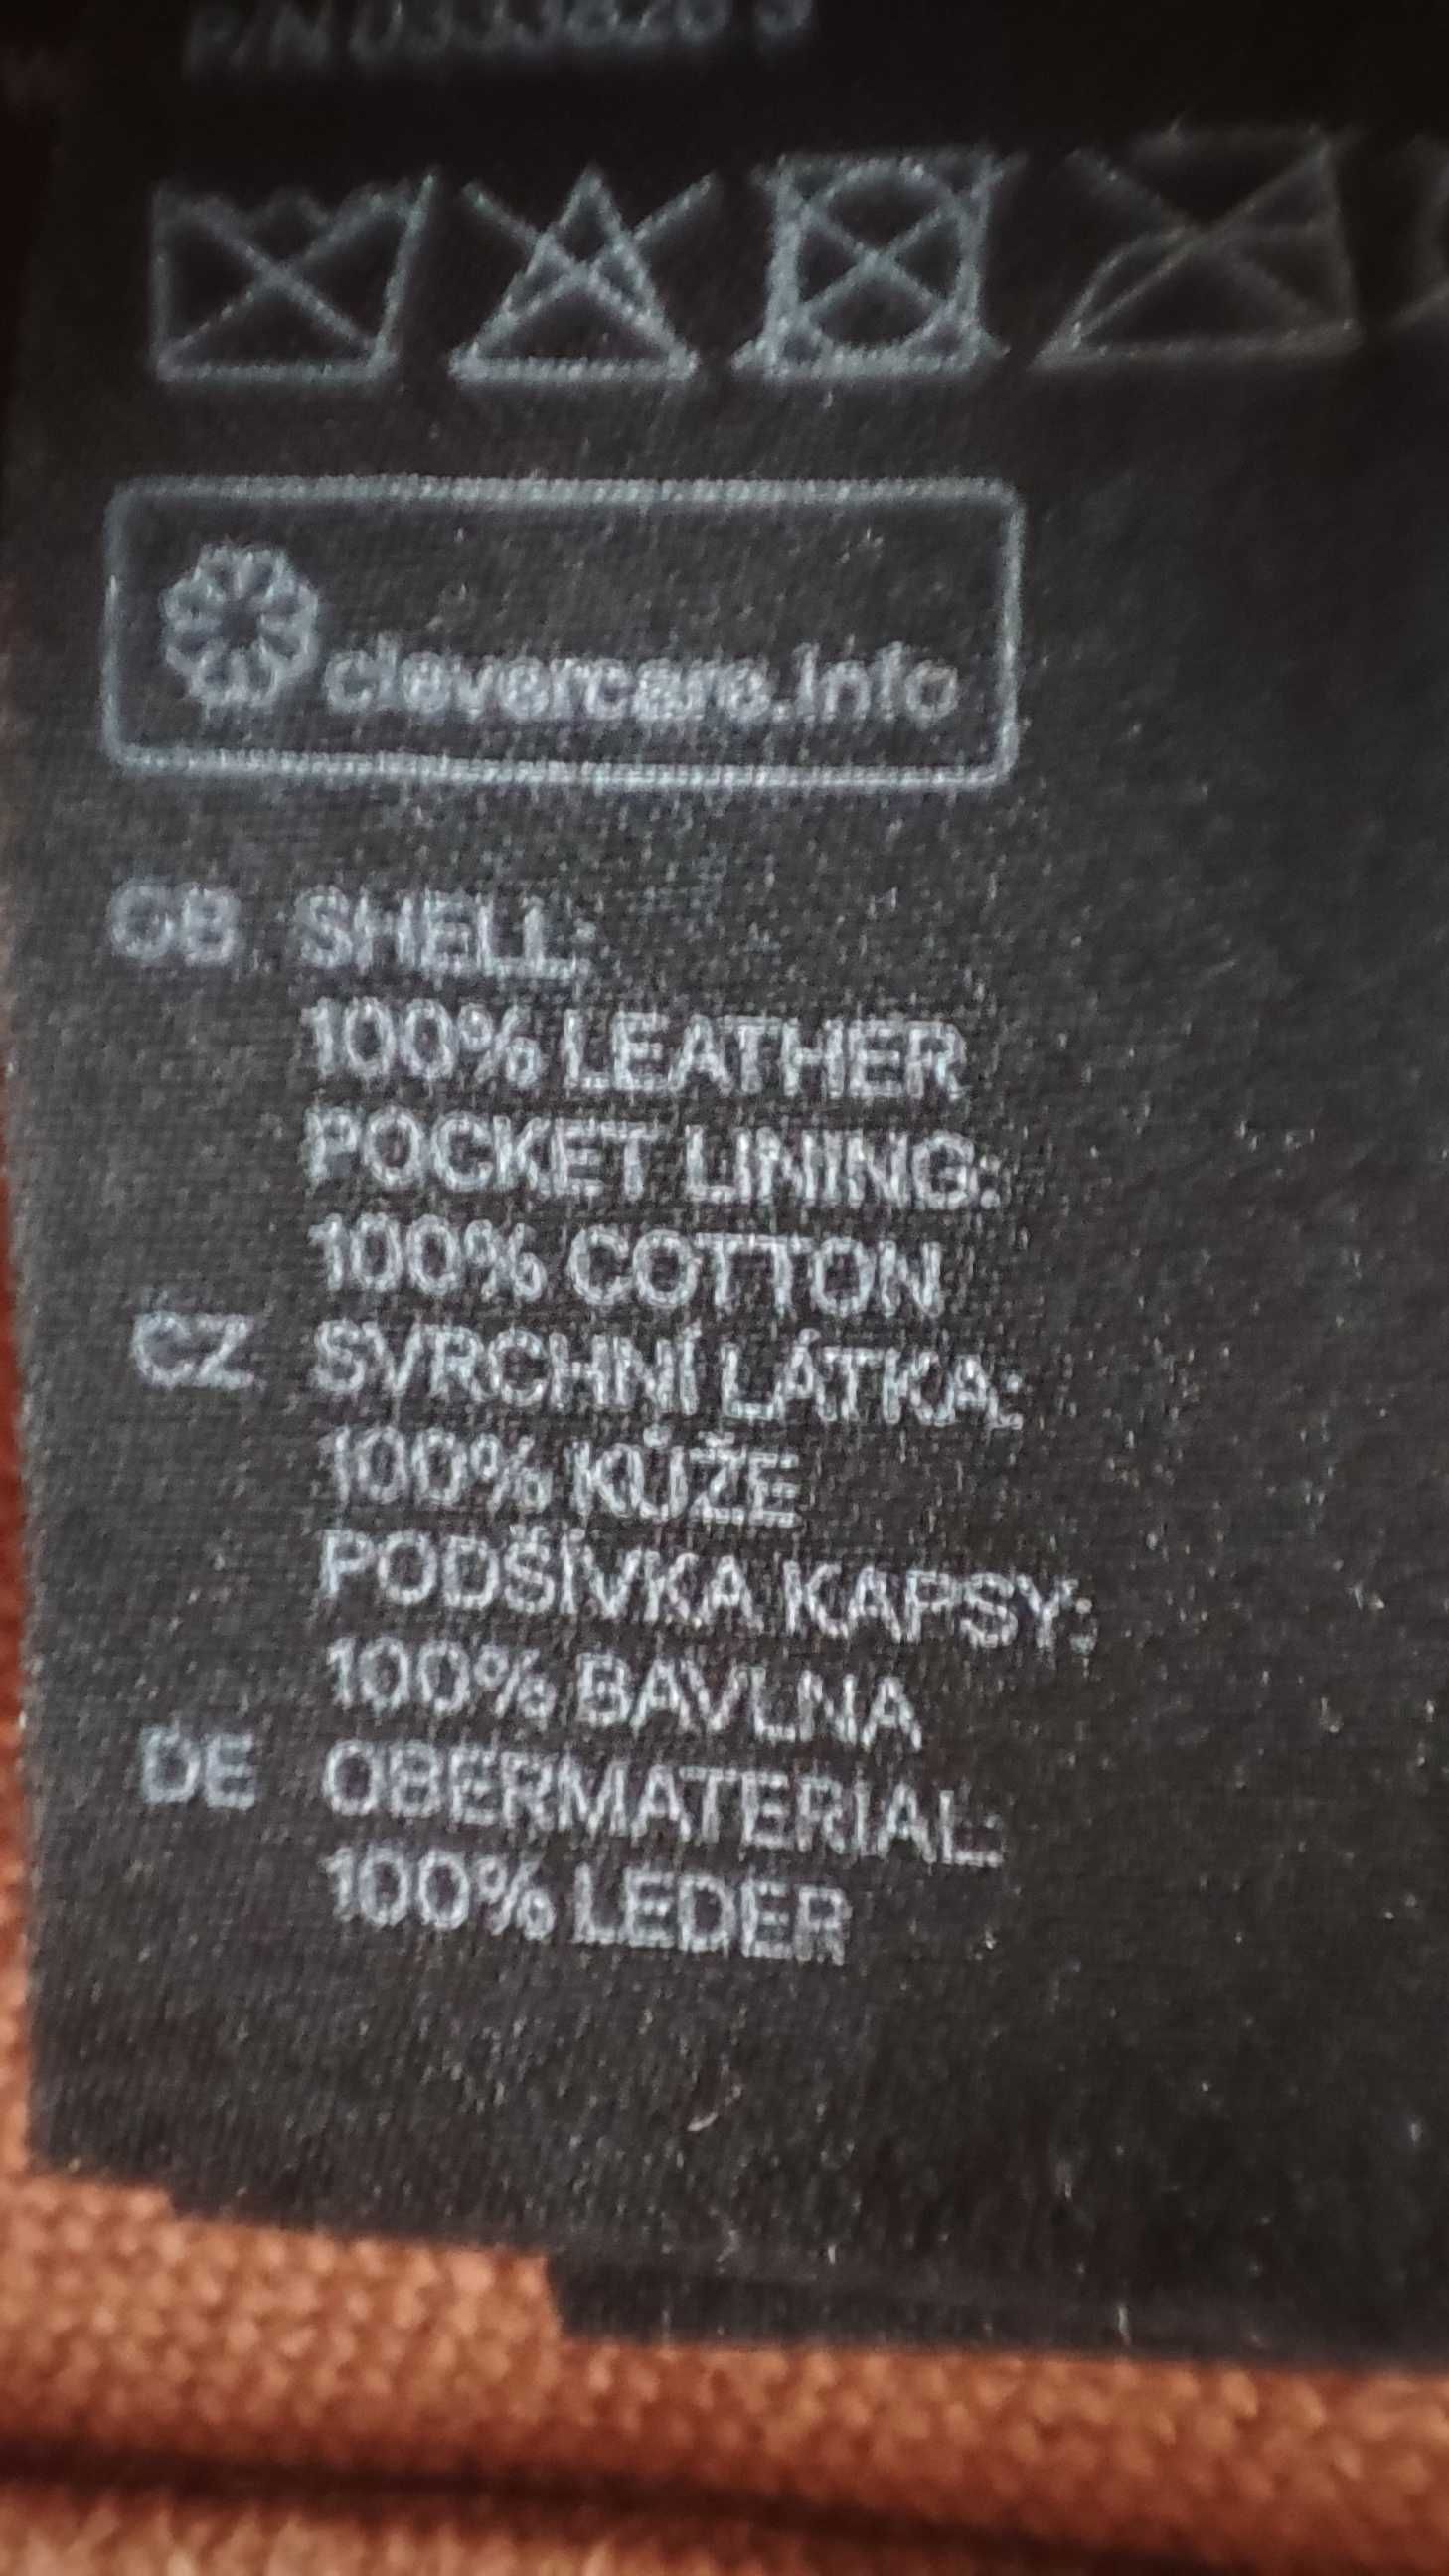 clevercare.info
GB SHELL:
100% LEATHER
POCKET LINING:
100% COTTON
CZ SVRCHNÍ LÁTKA:
100% KŮŽE
PODŠÍVKA KAPSY:
100% BAVLNA
DE OBERMATERIAL:
100% LEDER